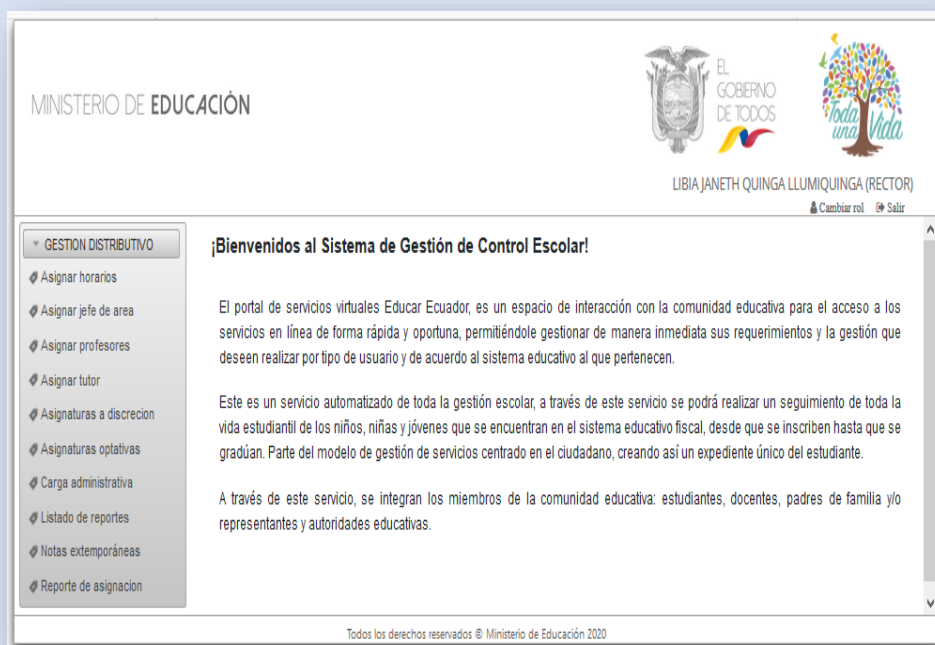 MINISTERIO DE EDUCACIÓN
EL
GOBIERNO
DE TODOS
Toda
una Vida
LIBIA JANETH QUINGA LLUMIQUINGA (RECTOR)
Cambiar rol Salir
GESTION DISTRIBUTIVO
Asignar horarios
Asignar jefe de area
Asignar profesores
Asignar tutor
Asignaturas a discrecion
Asignaturas optativas
Carga administrativa
Listado de reportes
Notas extemporáneas
Reporte de asignacion
¡Bienvenidos al Sistema de Gestión de Control Escolar!
El portal de servicios virtuales Educar Ecuador, es un espacio de interacción con la comunidad educativa para el acceso a los
servicios en línea de forma rápida y oportuna, permitiéndole gestionar de manera inmediata sus requerimientos y la gestión que
deseen realizar por tipo de usuario y de acuerdo al sistema educativo al que pertenecen.
Este es un servicio automatizado de toda la gestión escolar, a través de este servicio se podrá realizar un seguimiento de toda la
vida estudiantil de los niños, niñas y jóvenes que se encuentran en el sistema educativo fiscal, desde que se inscriben hasta que se
gradúan. Parte del modelo de gestión de servicios centrado en el ciudadano, creando así un expediente único del estudiante.
A través de este servicio, se integran los miembros de la comunidad educativa: estudiantes, docentes, padres de familia y/o
representantes y autoridades educativas.
Todos los derechos reservados © Ministerio de Educación 2020